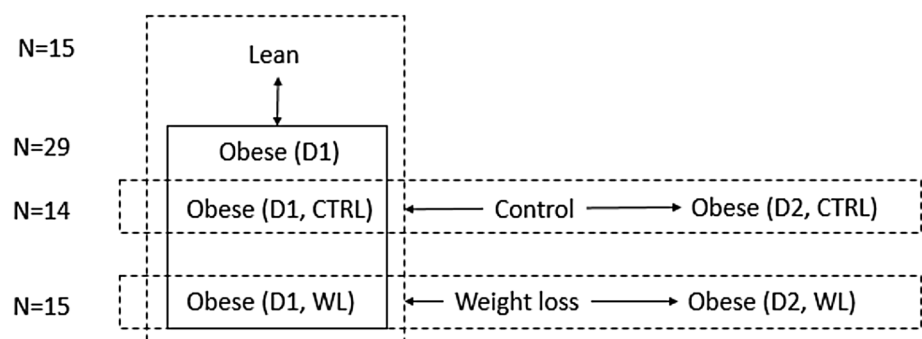 N=15
Lean
N=29
Obese (D1)
N=14 Obese (D1, CTRL) Control Obese (D2, CTRL)
N=15 Obese (D1, WL) Weight loss Obese (D2, WL)